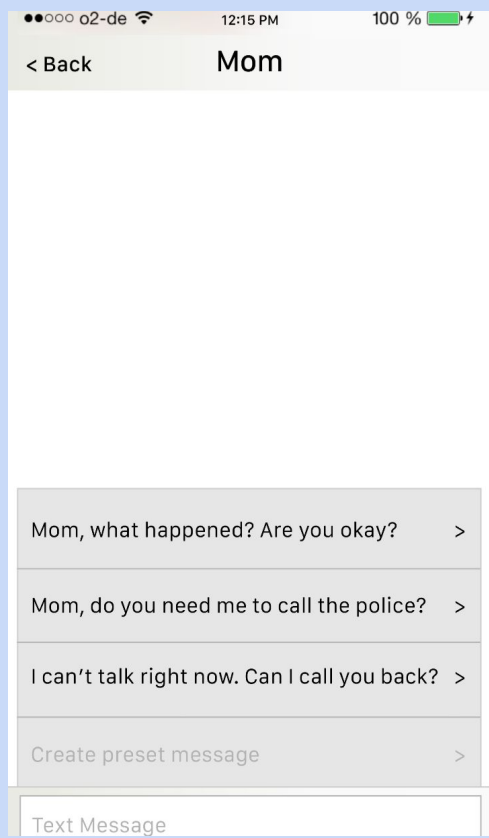 o2-de 12:15 PM 100 %
< Back Mom
Mom, what happened? Are you okay? >
Mom, do you need me to call the police? >
I can't talk right now. Can I call you back? >
Create preset message >
Text Message